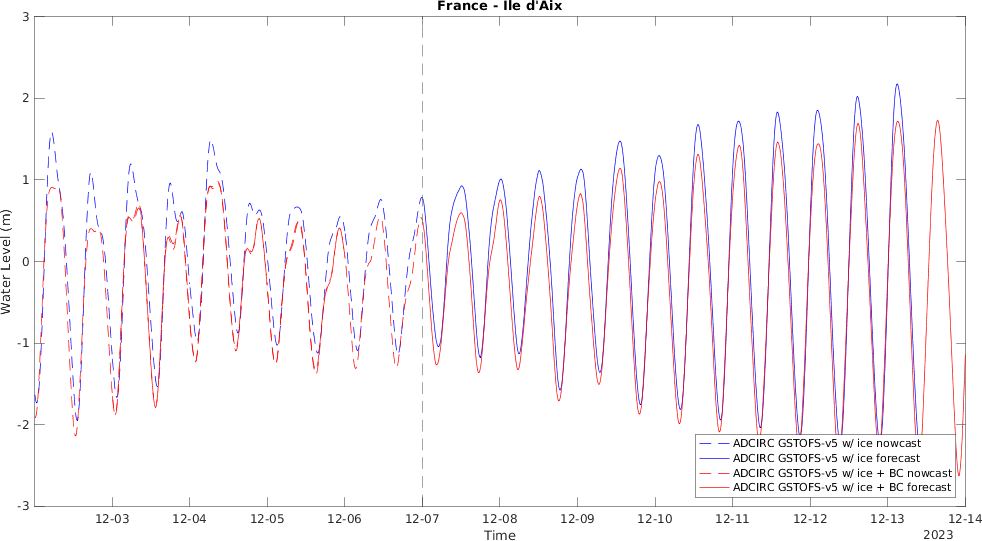 France - Ile d'Aix
3
2
1
0
-1
-2
-3
Water Level (m)
12-03 12-04 12-05 12-06 12-07 12-08 12-09 12-10 12-11 12-12 12-13 12-14
Time
2023
ADCIRC GSTOFS-v5 w/ ice nowcast
ADCIRC GSTOFS-v5 w/ ice forecast
ADCIRC GSTOFS-v5 w/ ice + BC nowcast
ADCIRC GSTOFS-v5 w/ ice + BC forecast